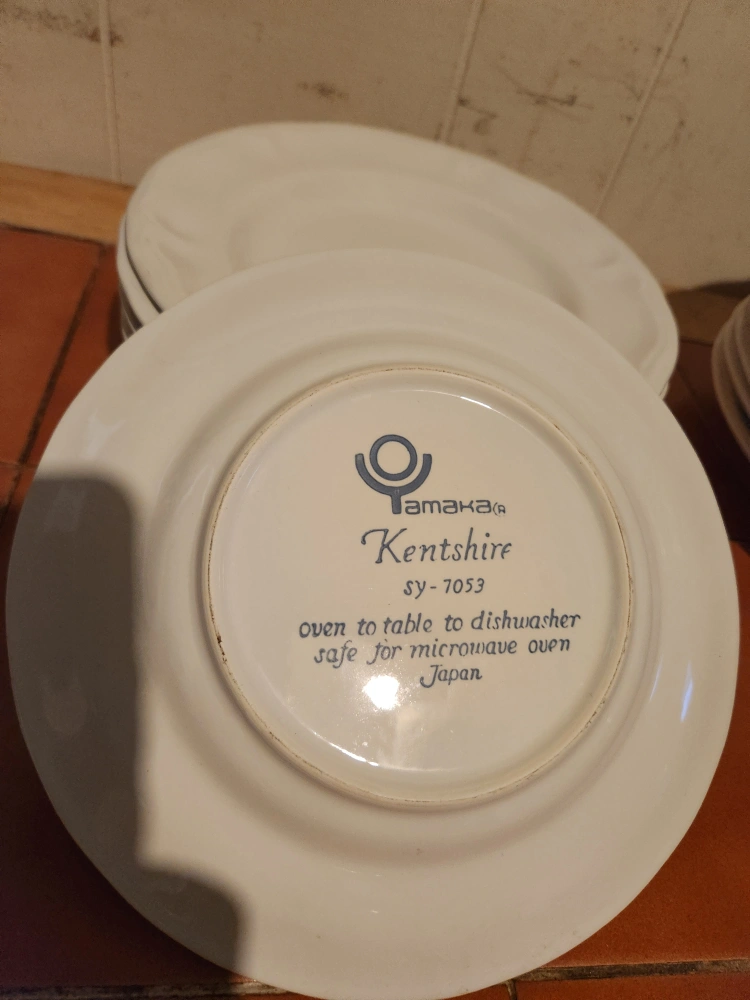 Yamaka(R
Kentshire
SY-7053
oven to table to dishwasher
safe for microwave oven
Japan